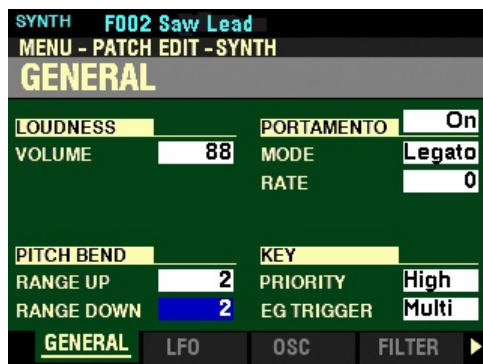 SYNTH F002 Saw Lead
MENU - PATCH EDIT - SYNTH
GENERAL
LOUDNESS
VOLUME 88
PORTAMENTO On
MODE Legato
RATE 0
PITCH BEND
RANGE UP 2
RANGE DOWN 2
KEY
PRIORITY High
EG TRIGGER Multi
GENERAL LFO OSC FILTER